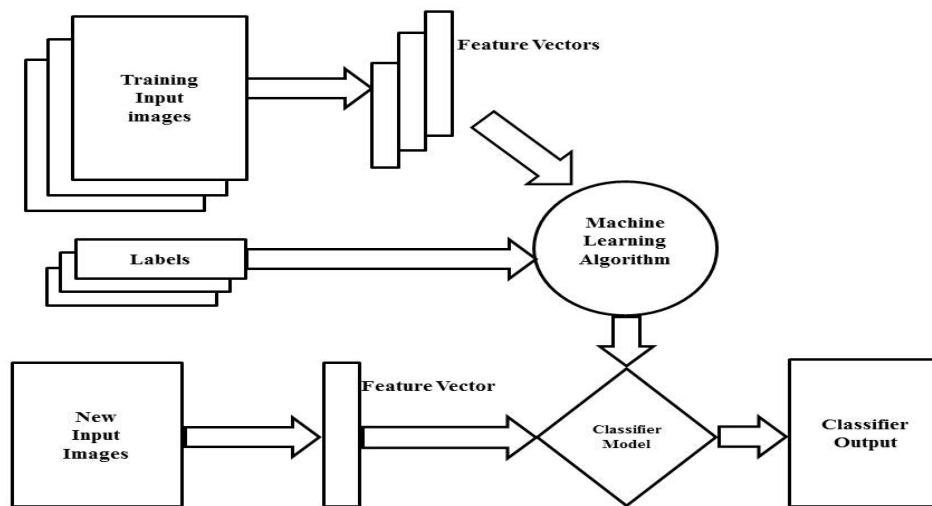 Training
Input
images
Feature Vectors
Machine
Learning
Algorithm
Labels
New
Input
Images
Feature Vector
Classifier
Model
Classifier
Output